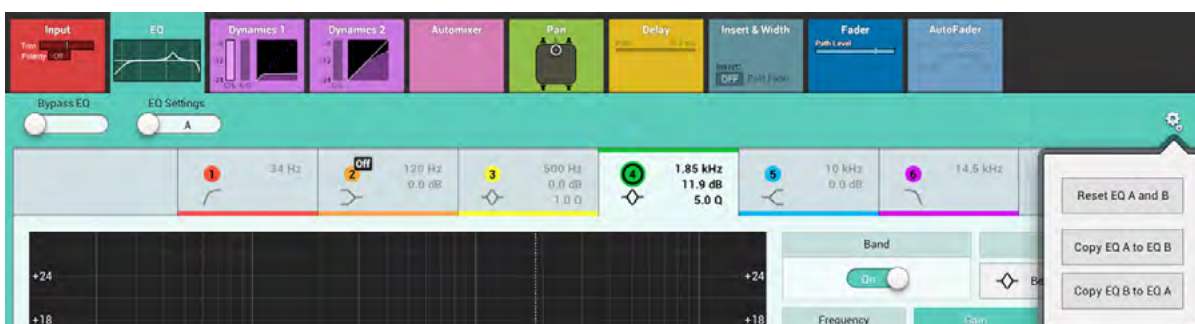 Input
EQ
Dynamics 1
Dynamics 2
Automixer
Pan
Delay
Insert & Width
Fader
AutoFader
Trim
Polarity Off
Path Level
Insert:
OFF Post Fader
Bypass EQ
EQ Settings
A
1 34 Hz
2 Off 120 Hz
0.0 dB
3 500 Hz
0.0 dB
1.0 Q
4 1.85 kHz
11.9 dB
5.0 Q
5 10 kHz
0.0 dB
6 14.5 kHz
Reset EQ A and B
Copy EQ A to EQ B
Copy EQ B to EQ A
Band
On
+24
+24
+18
+18
Frequency
Gain